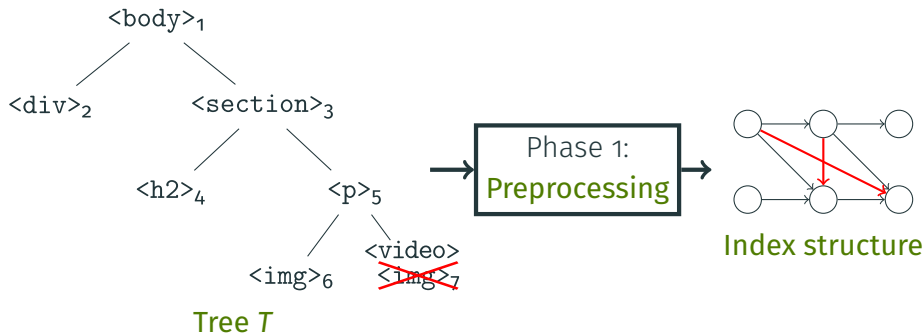 <body>1
<div>2
<section>3
<h2>4
<p>5
<img>6
<video>
<img>7
Tree T
Phase 1:
Preprocessing
Index structure